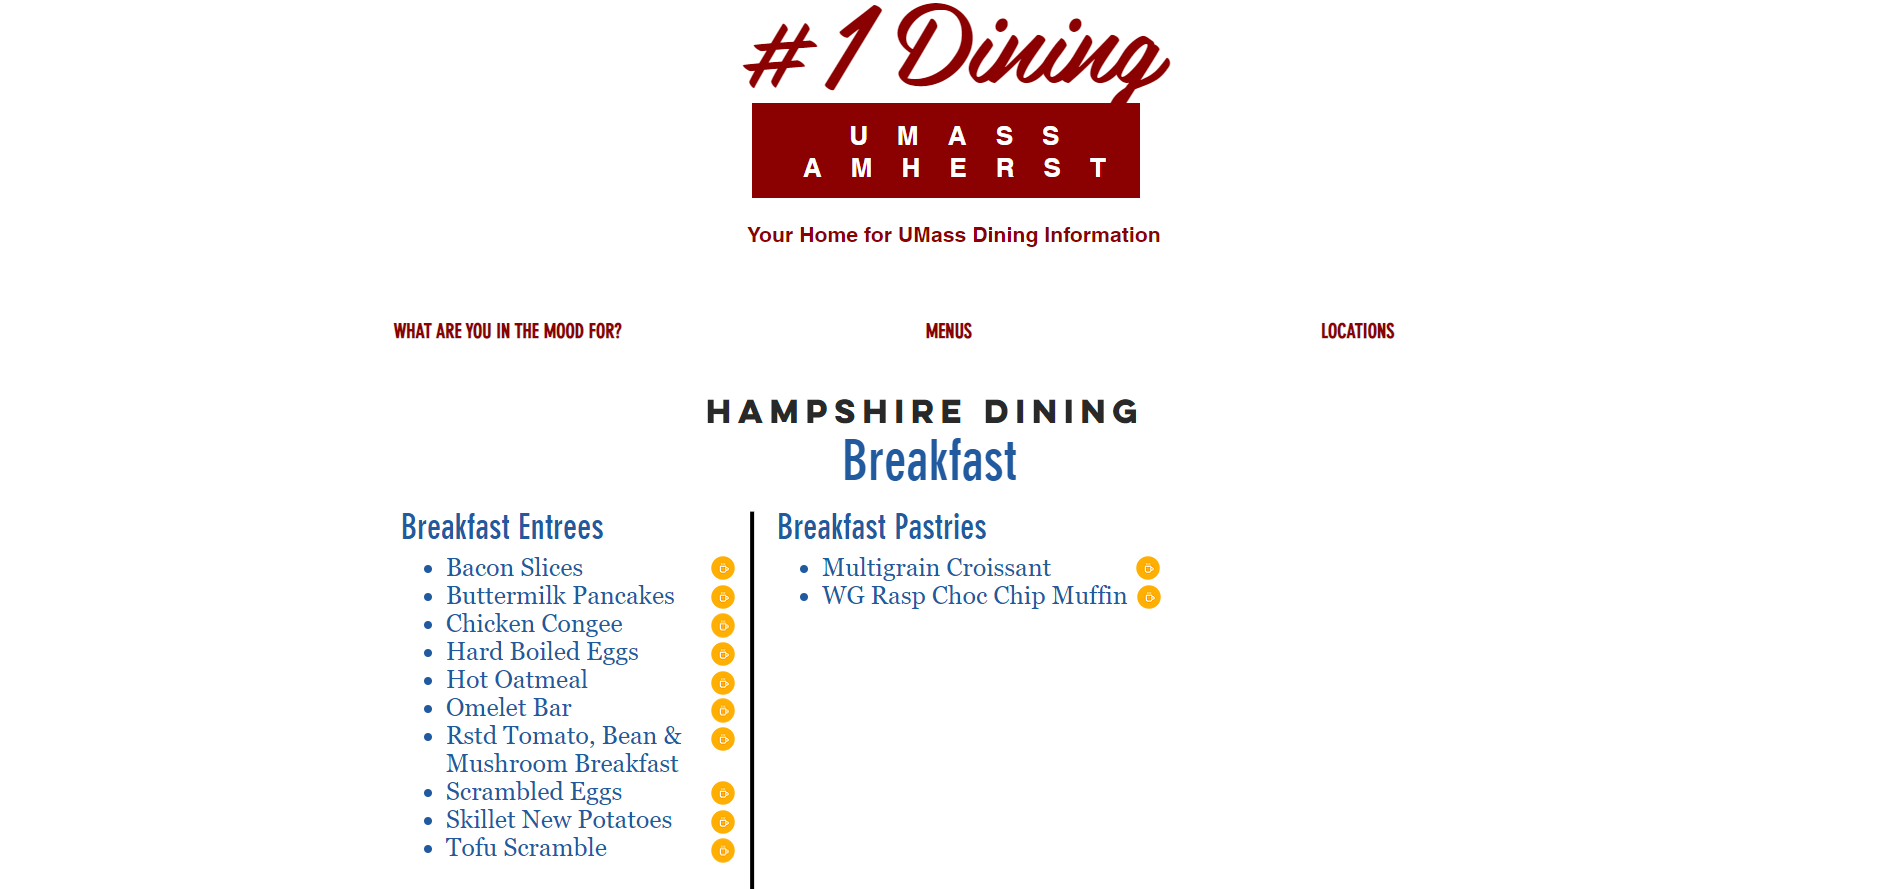 #1 Dining
UMASS
AMHERST
Your Home for UMass Dining Information
WHAT ARE YOU IN THE MOOD FOR?
MENUS
LOCATIONS
HAMPSHIRE DINING
Breakfast
Breakfast Entrees
Bacon Slices
Buttermilk Pancakes
Chicken Congee
Hard Boiled Eggs
Hot Oatmeal
Omelet Bar
Rstd Tomato, Bean &
Mushroom Breakfast
Scrambled Eggs
Skillet New Potatoes
Tofu Scramble
Breakfast Pastries
Multigrain Croissant
WG Rasp Choc Chip Muffin